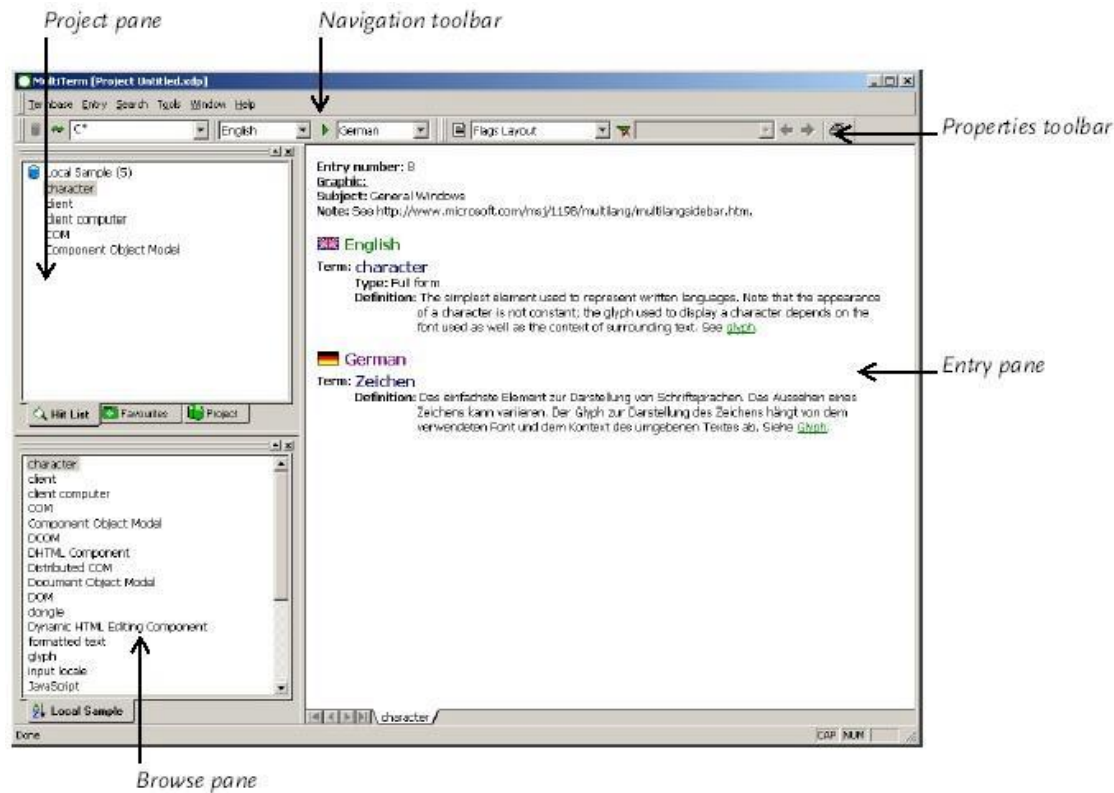 Project pane
Navigation toolbar
MultiTerm [Project Untitled.xdp]
Termbase Entry Search Tools Window Help
C* English German Flags Layout
Properties toolbar
Local Sample (5)
character
client
client computer
COM
Component Object Model
Hit List Favourites Project
Entry number: 8
Graphic:
Subject: General Windows
Note: See http://www.microsoft.com/msj/1198/multilang/multilangsidebar.htm.
English
Term: character
Type: Full form
Definition: The simplest element used to represent written languages. Note that the appearance
of a character is not constant; the glyph used to display a character depends on the
font used as well as the context of surrounding text. See glyph.
German
Term: Zeichen
Definition: Das einfachste Element zur Darstellung von Schriftsprachen. Das Aussehen eines
Zeichens kann variieren. Der Glyph zur Darstellung des Zeichens hängt von dem
verwendeten Font und dem Kontext des umgebenen Textes ab. Siehe Glyph.
Entry pane
character
client
client computer
COM
Component Object Model
DCOM
DHTML Component
Distributed COM
Document Object Model
DOM
dongle
Dynamic HTML Editing Component
formatted text
glyph
input locale
JavaScript
Local Sample
character
Done
CAP NUM
Browse pane